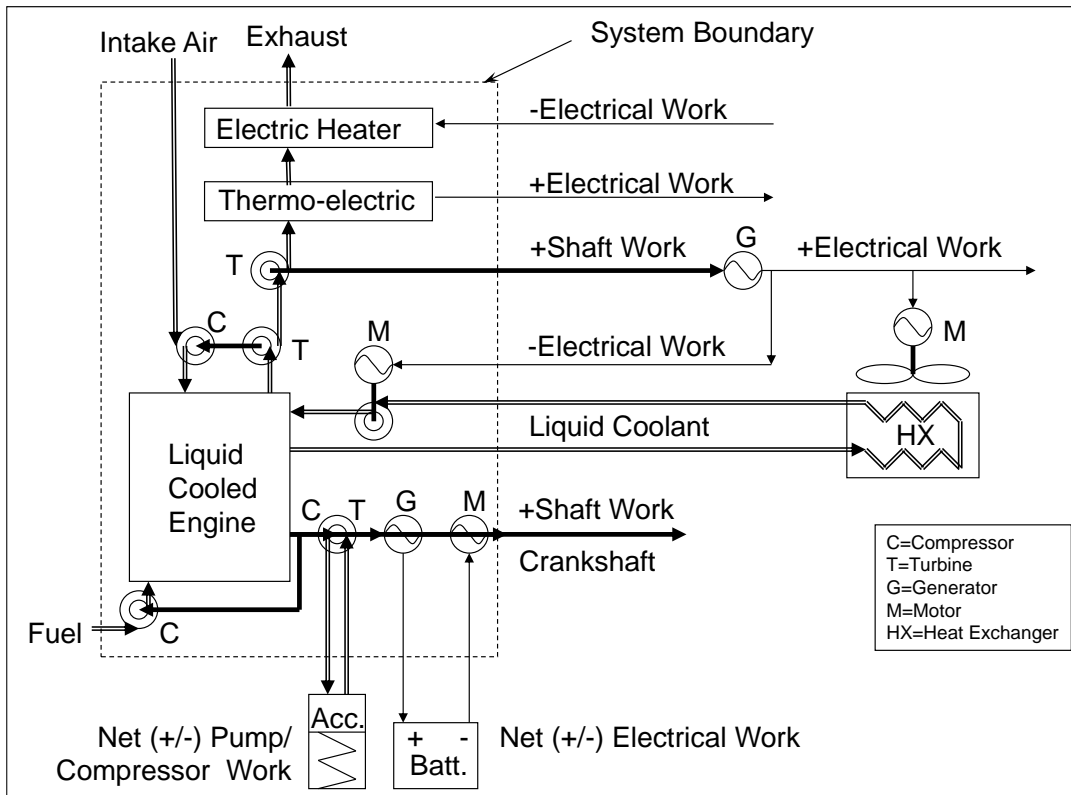 Intake Air
Exhaust
System Boundary
Electric Heater
-Electrical Work
Thermo-electric
+Electrical Work
T
+Shaft Work
G
+Electrical Work
C
T
M
-Electrical Work
M
Liquid
Cooled
Engine
Liquid Coolant
HX
C
T
G
M
+Shaft Work
Crankshaft
Fuel
C
C=Compressor
T=Turbine
G=Generator
M=Motor
HX=Heat Exchanger
Net (+/-) Pump/
Compressor Work
Acc.
+ -
Batt.
Net (+/-) Electrical Work